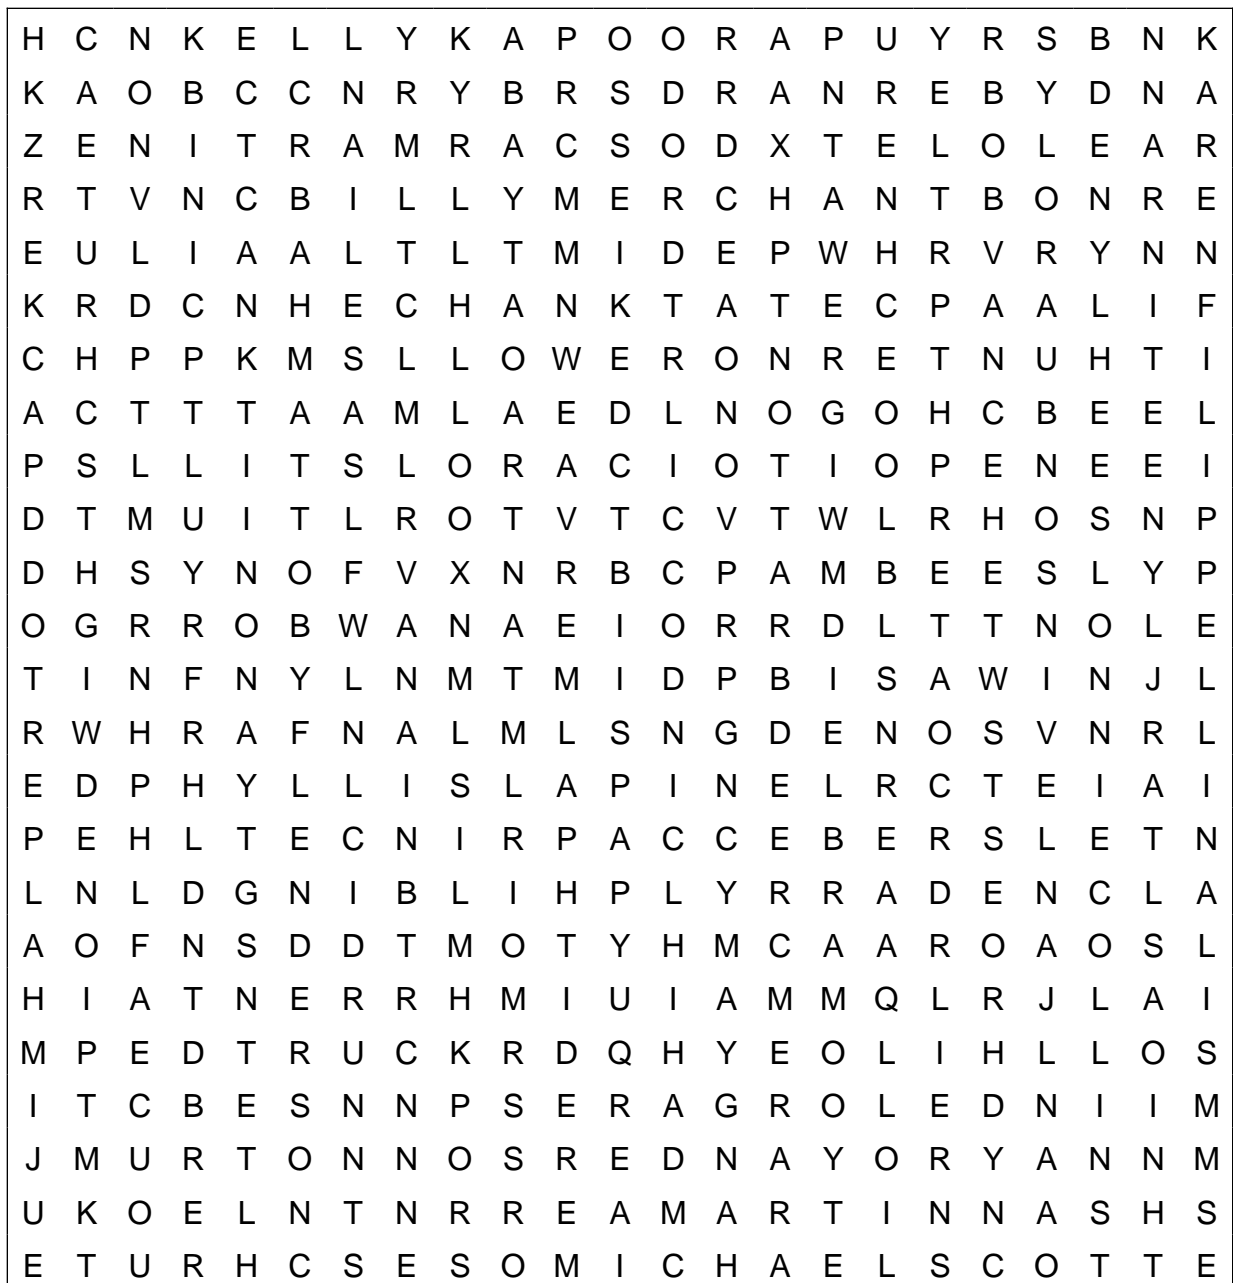 H C N K E L L Y K A P O O R A P U Y R S B N K
K A O B C C N R Y B R S D R A N R E B Y D N A
Z E N I T R A M R A C S O D X T E L O L E A R
R T V N C B I L L Y M E R C H A N T B O N R E
E U L I A A L T L T M I D E P W H R V R Y N N
K R D C N H E C H A N K T A T E C P A A L I F
C H P P K M S L L O W E R O N R E T N U H T I
A C T T T A A M L A E D L N O G O H C B E E L
P S L L I T S L O R A C I O T I O P E N E E I
D T M U I T L R O T V T C V T W L R H O S N P
D H S Y N O F V X N R B C P A M B E E S L Y P
O G R R O B W A N A E I O R R D L T T N O L E
T I N F N Y L N M T M I D P B I S A W I N J L
R W H R A F N A L M L S N G D E N O S V N R L
E D P H Y L L I S L A P I N E L R C T E I A I
P E H L T E C N I R P A C C E B E R S L E T N
L N L D G N I B L I H P L Y R R A D E N C L A
A O F N S D D T M O T Y H M C A A R O A O S L
H I A T N E R R H M I U I A M M Q L R J L A I
M P E D T R U C K R D Q H Y E O L I H L L O S
I T C B E S N N P S E R A G R O L E D N I I M
J M U R T O N N O S R E D N A Y O R Y A N N M
U K O E L N T N R R E A M A R T I N N A S H S
E T U R H C S E S O M I C H A E L S C O T T E